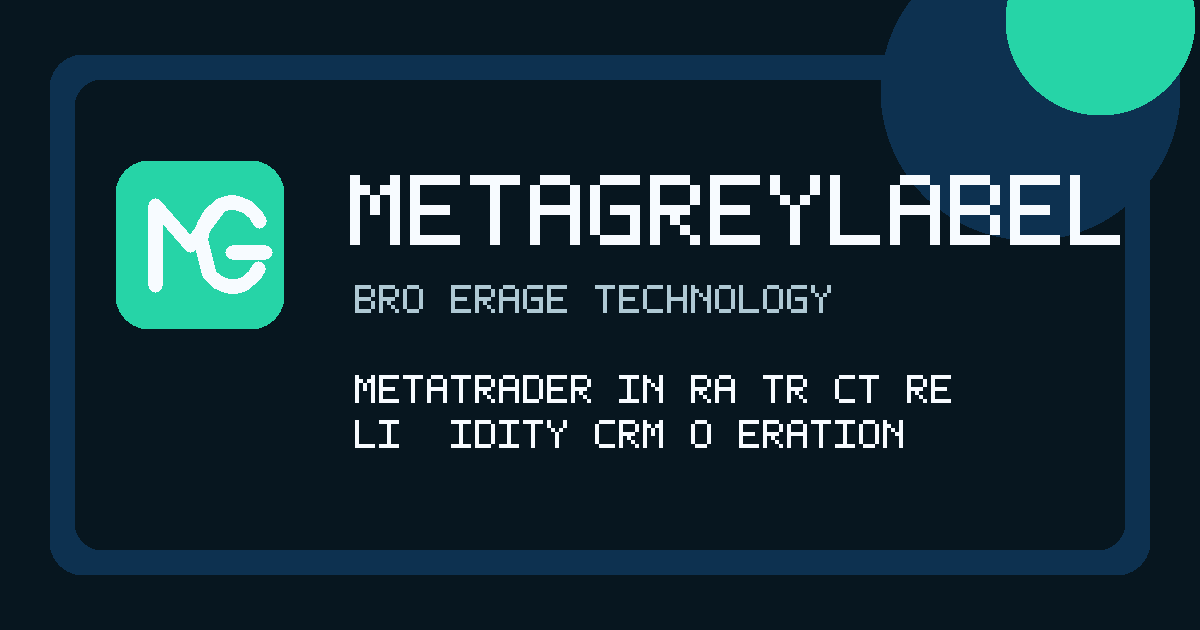 MG
METAGREYLABEL
BRO ERAGE TECHNOLOGY
METATRADER IN RA TR CT RE
LI  IDITY CRM O ERATION